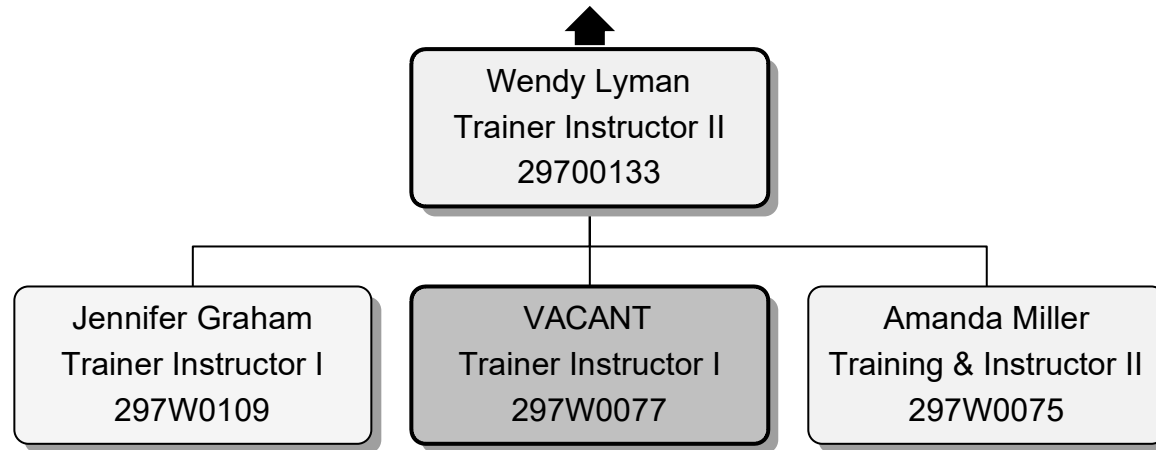 Wendy Lyman
Trainer Instructor II
29700133
Jennifer Graham
Trainer Instructor I
297W0109
VACANT
Trainer Instructor I
297W0077
Amanda Miller
Training & Instructor II
297W0075